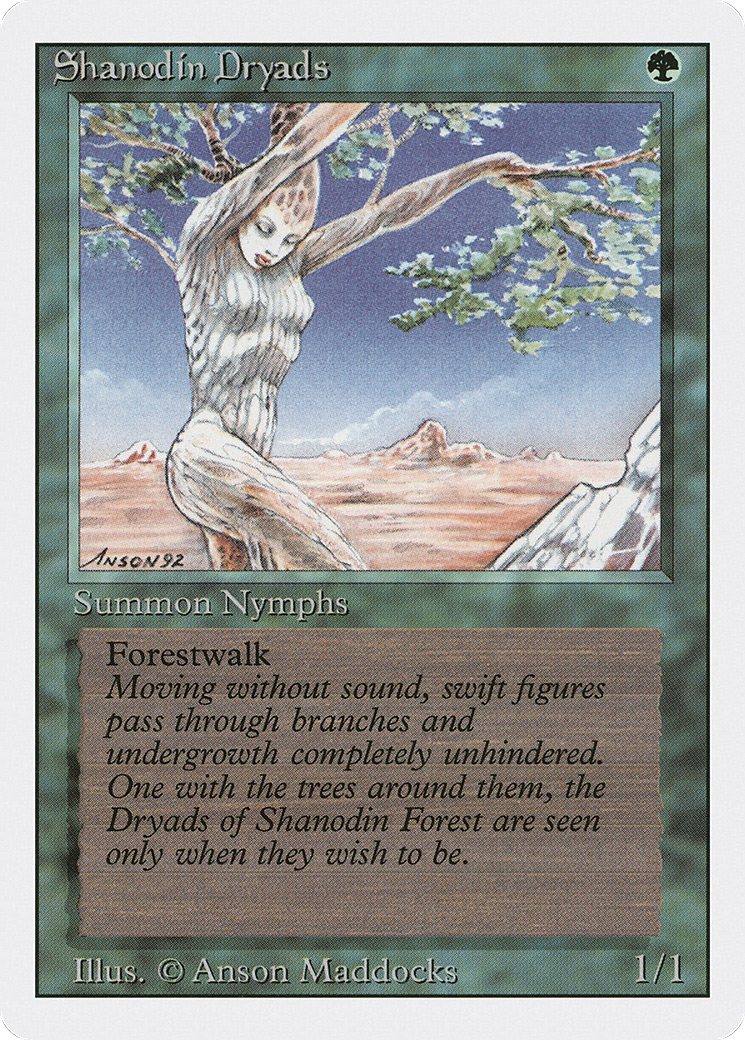 Shanodin Dryads
ANSON 92
Summon Nymphs
Forestwalk
Moving without sound, swift figures
pass through branches and
undergrowth completely unhindered.
One with the trees around them, the
Dryads of Shanodin Forest are seen
only when they wish to be.
Illus. © Anson Maddocks
1/1